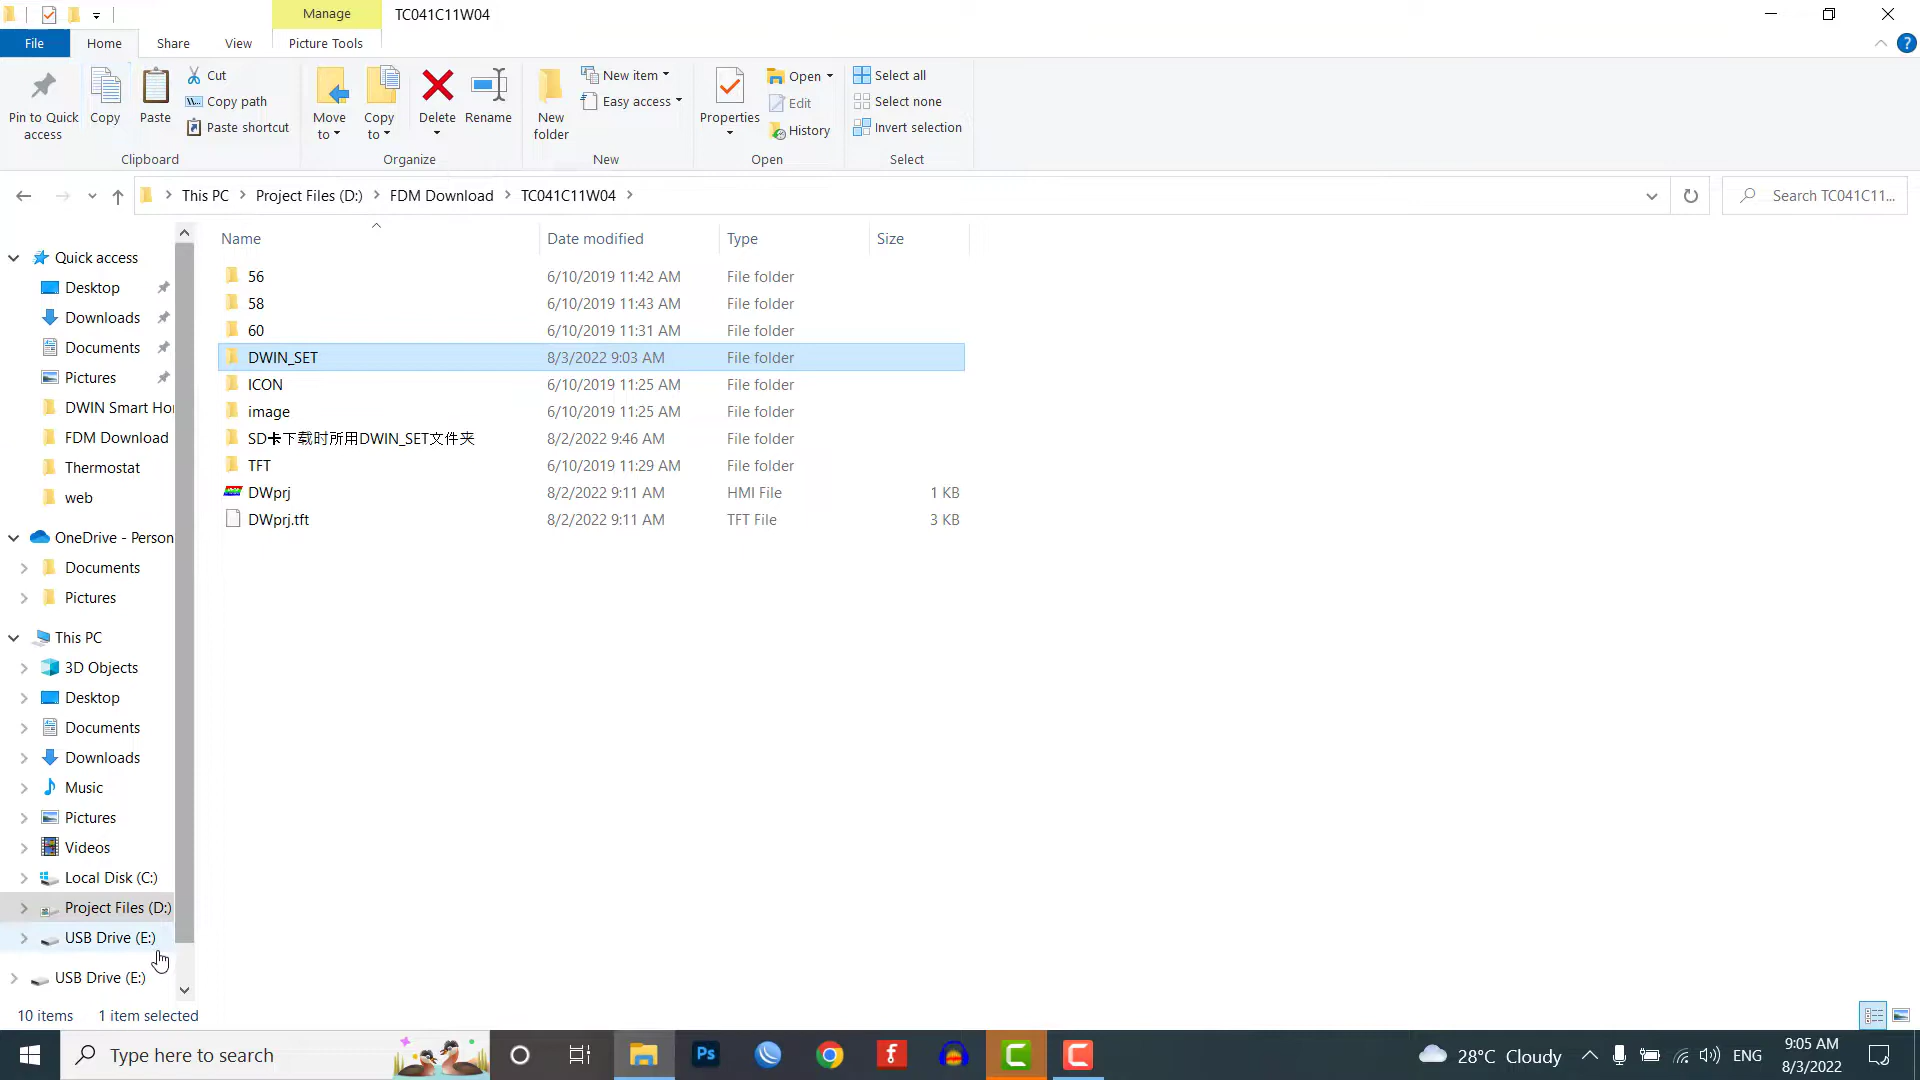 Manage
TC041C11W04
File
Home
Share
View
Picture Tools
?
Pin to Quick access
Copy
Paste
Cut
Copy path
Paste shortcut
Clipboard
Move to
Copy to
Delete
Rename
Organize
New folder
New item
Easy access
New
Properties
Open
Edit
History
Open
Select all
Select none
Invert selection
Select
This PC
Project Files (D:)
FDM Download
TC041C11W04
Search TC041C11...
Name
Date modified
Type
Size
56
6/10/2019 11:42 AM
File folder
58
6/10/2019 11:43 AM
File folder
60
6/10/2019 11:31 AM
File folder
DWIN_SET
8/3/2022 9:03 AM
File folder
ICON
6/10/2019 11:25 AM
File folder
image
6/10/2019 11:25 AM
File folder
SD卡下载时所用DWIN_SET文件夹
8/2/2022 9:46 AM
File folder
TFT
6/10/2019 11:29 AM
File folder
DWprj
8/2/2022 9:11 AM
HMI File
1 KB
DWprj.tft
8/2/2022 9:11 AM
TFT File
3 KB
Quick access
Desktop
Downloads
Documents
Pictures
DWIN Smart Ho
FDM Download
Thermostat
web
OneDrive - Person
Documents
Pictures
This PC
3D Objects
Desktop
Documents
Downloads
Music
Pictures
Videos
Local Disk (C:)
Project Files (D:)
USB Drive (E:)
USB Drive (E:)
10 items
1 item selected
Type here to search
Ps
28°C Cloudy
ENG
9:05 AM
8/3/2022